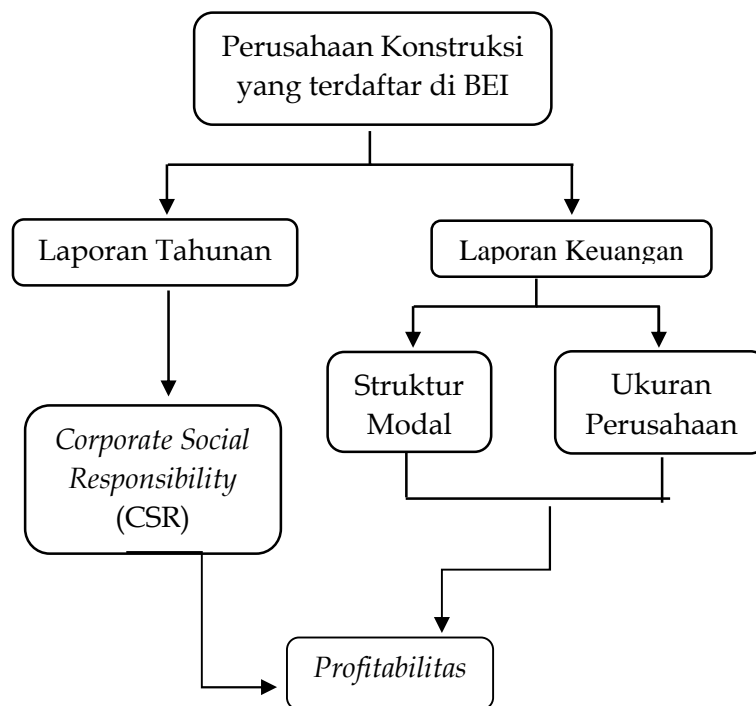 Perusahaan Konstruksi
yang terdaftar di BEI
Laporan Tahunan
Laporan Keuangan
Struktur
Modal
Ukuran
Perusahaan
Corporate Social
Responsibility
(CSR)
Profitabilitas